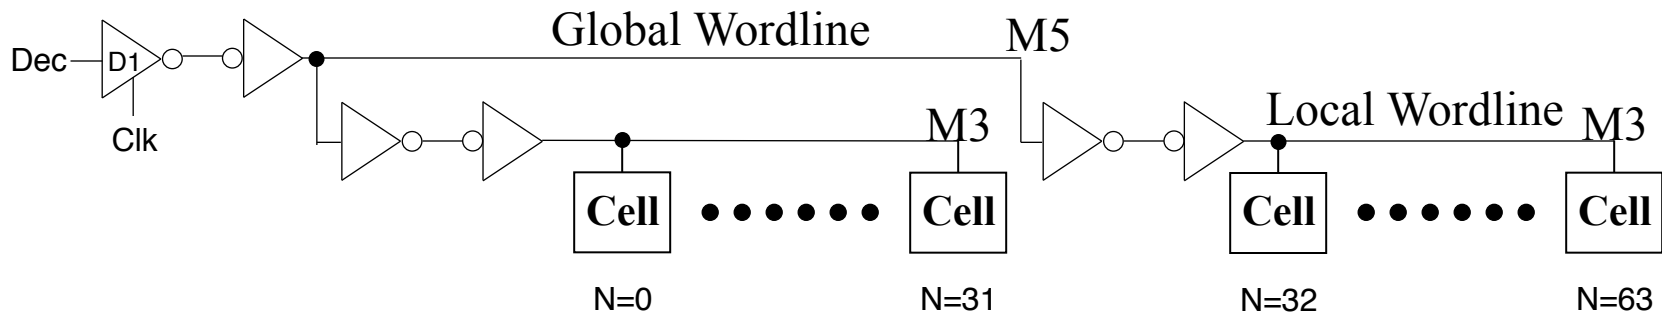 Global Wordline M5
Dec D1
Clk
M3
Local Wordline M3
Cell Cell Cell Cell
N=0 N=31 N=32 N=63